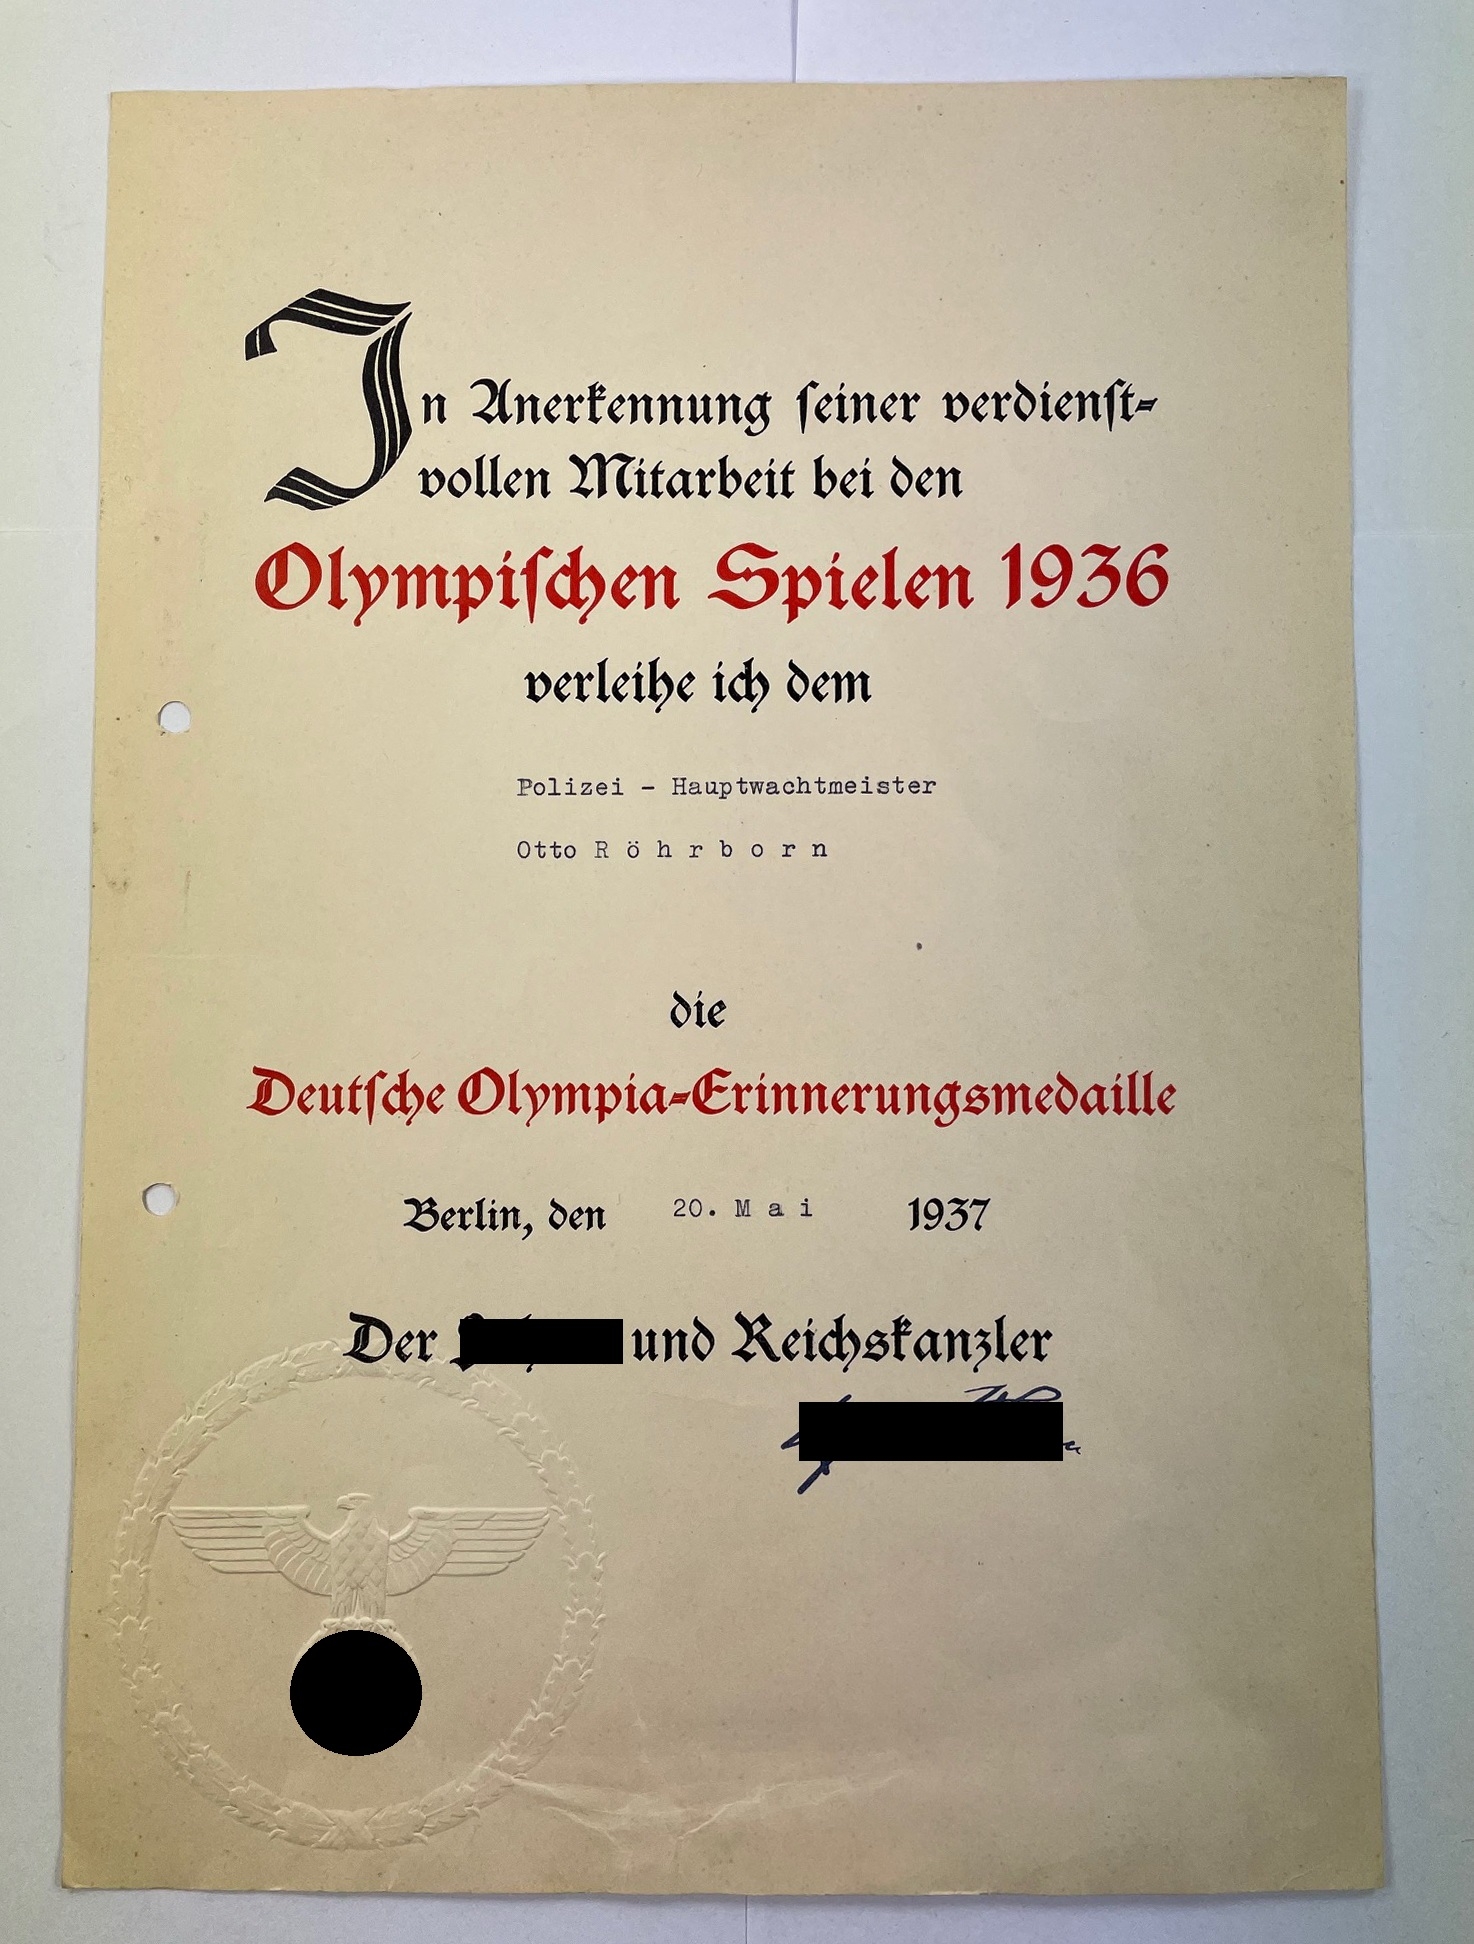 In Anerkennung seiner verdienst-
vollen Mitarbeit bei den
Olympischen Spielen 1936
verleihe ich dem
Polizei - Hauptwachtmeister
Otto R ö h r b o r n
die
Deutsche Olympia-Erinnerungsmedaille
Berlin, den 20. M a i 1937
Der und Reichskanzler